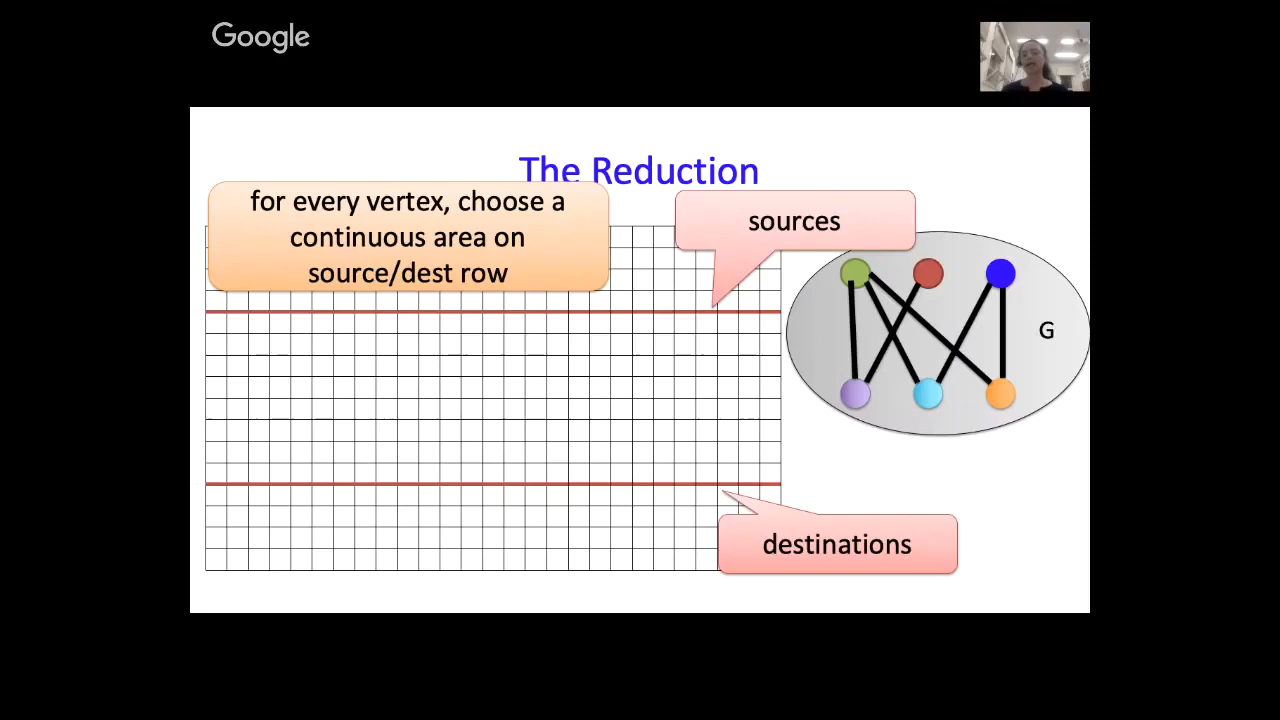 Google
The Reduction
for every vertex, choose a
continuous area on
source/dest row
sources
G
destinations